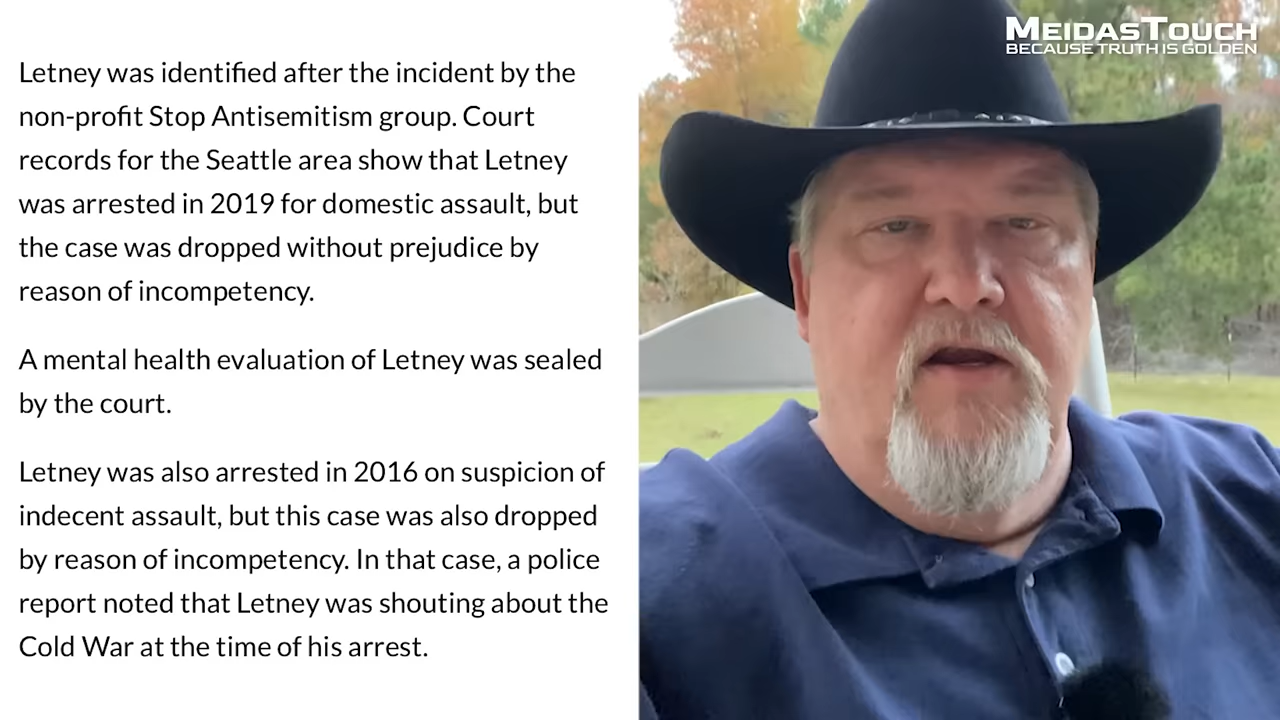 Letney was identified after the incident by the
non-profit Stop Antisemitism group. Court
records for the Seattle area show that Letney
was arrested in 2019 for domestic assault, but
the case was dropped without prejudice by
reason of incompetency.
A mental health evaluation of Letney was sealed
by the court.
Letney was also arrested in 2016 on suspicion of
indecent assault, but this case was also dropped
by reason of incompetency. In that case, a police
report noted that Letney was shouting about the
Cold War at the time of his arrest.
MEIDASTOUCH
BECAUSE TRUTH IS GOLDEN